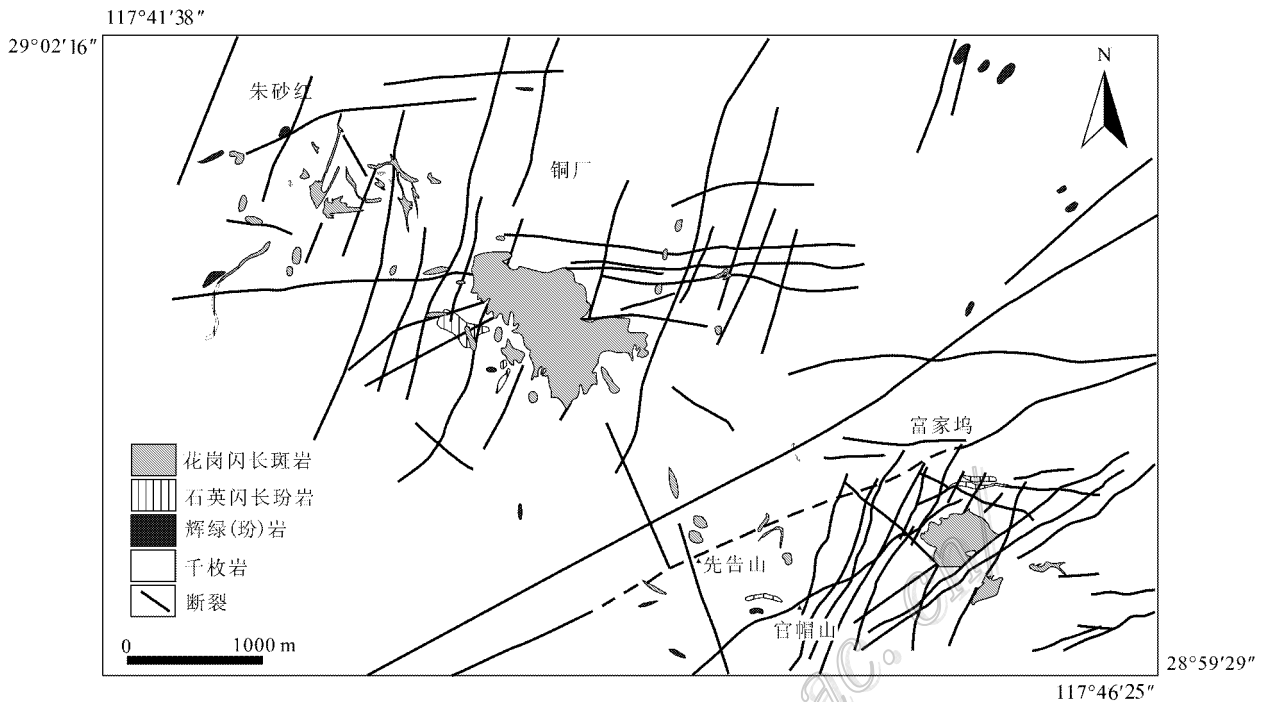 117°41′38″
29°02′16″
N
朱砂红
铜厂
富家坞
花岗闪长斑岩
石英闪长玢岩
辉绿(玢)岩
千枚岩
断裂
先告山
官帽山
0 1000 m
28°59′29″
117°46′25″
ac.cn